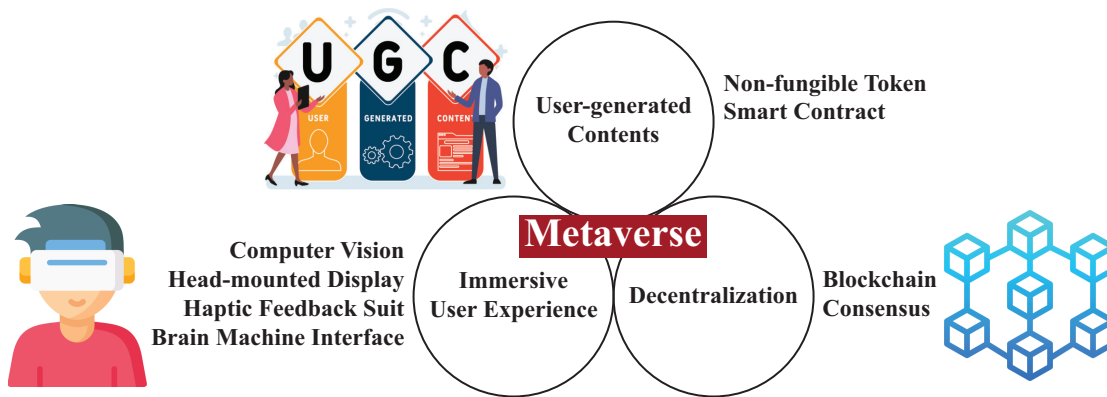 U G C
USER
GENERATED
CONTENT
User-generated
Contents
Non-fungible Token
Smart Contract
Metaverse
Computer Vision
Head-mounted Display
Haptic Feedback Suit
Brain Machine Interface
Immersive
User Experience
Decentralization
Blockchain
Consensus